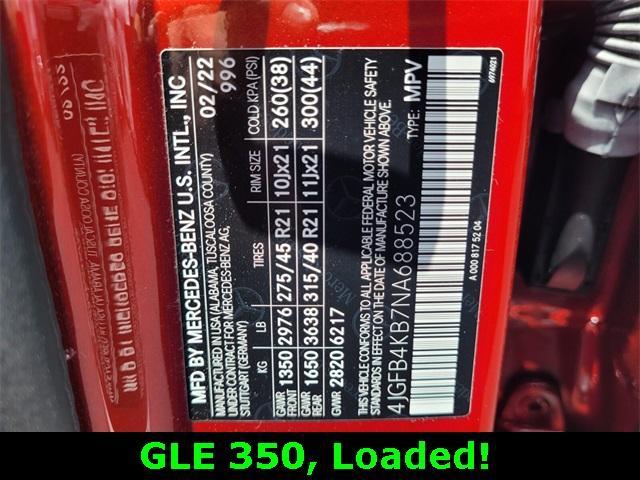 MFD BY MERCEDES-BENZ U.S. INTL., INC
MANUFACTURED IN USA (ALABAMA, TUSCALOOSA COUNTY)
UNDER CONTRACT FOR MERCEDES-BENZ AG,
STUTTGART (GERMANY)
02/22
996
KG LB TIRES RIM SIZE COLD KPA (PSI)
GAWR FRONT 1350 2976 275/45 R21 10Jx21 260(38)
GAWR REAR 1650 3638 315/40 R21 11Jx21 300(44)
GVWR 2820 6217
THIS VEHICLE CONFORMS TO ALL APPLICABLE FEDERAL MOTOR VEHICLE SAFETY
STANDARDS IN EFFECT ON THE DATE OF MANUFACTURE SHOWN ABOVE.
4JGFB4KB7NA688523
TYPE: MPV
A 000 817 52 04
6974021
GLE 350, Loaded!